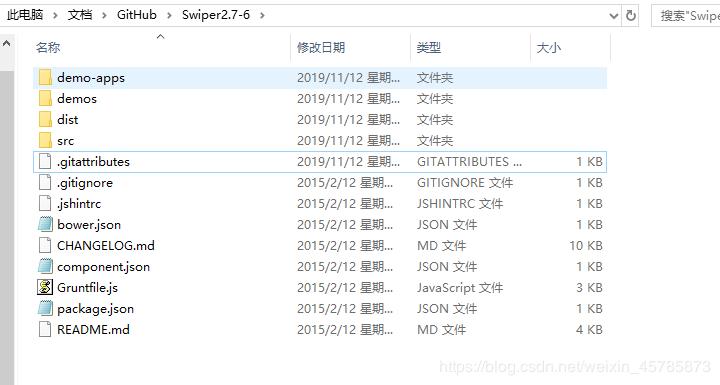 此电脑 > 文档 > GitHub > Swiper2.7-6 > 搜索"Swip
名称 修改日期 类型 大小
demo-apps 2019/11/12 星期... 文件夹
demos 2019/11/12 星期... 文件夹
dist 2019/11/12 星期... 文件夹
src 2019/11/12 星期... 文件夹
.gitattributes 2019/11/12 星期... GITATTRIBUTES ... 1 KB
.gitignore 2015/2/12 星期... GITIGNORE 文件 1 KB
.jshintrc 2015/2/12 星期... JSHINTRC 文件 1 KB
bower.json 2015/2/12 星期... JSON 文件 1 KB
CHANGELOG.md 2015/2/12 星期... MD 文件 10 KB
component.json 2015/2/12 星期... JSON 文件 1 KB
Gruntfile.js 2015/2/12 星期... JavaScript 文件 3 KB
package.json 2015/2/12 星期... JSON 文件 1 KB
README.md 2015/2/12 星期... MD 文件 4 KB
https://blog.csdn.net/weixin_45785873